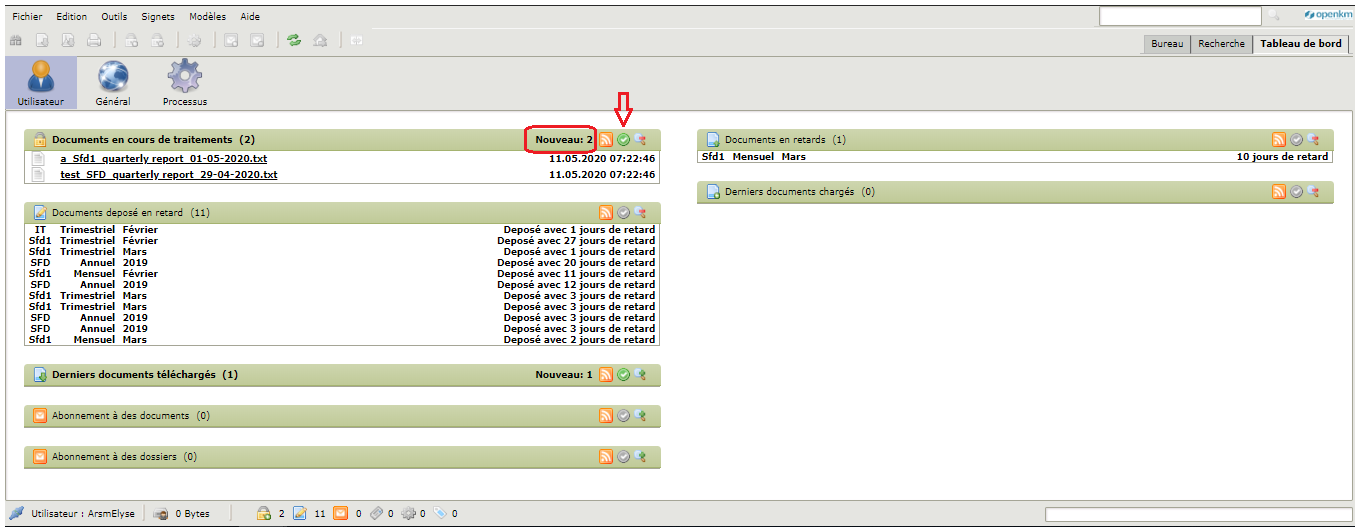 Fichier Edition Outils Signets Modèles Aide
openkm
Bureau Recherche Tableau de bord
Utilisateur Général Processus
Documents en cours de traitements (2) Nouveau: 2
a_Sfd1_quarterly report_01-05-2020.txt 11.05.2020 07:22:46
test_SFD_quarterly report_29-04-2020.txt 11.05.2020 07:22:46
Documents deposé en retard (11)
IT Trimestriel Février Deposé avec 1 jours de retard
Sfd1 Trimestriel Février Deposé avec 27 jours de retard
Sfd1 Trimestriel Mars Deposé avec 1 jours de retard
SFD Annuel 2019 Deposé avec 20 jours de retard
Sfd1 Mensuel Février Deposé avec 11 jours de retard
SFD Annuel 2019 Deposé avec 12 jours de retard
Sfd1 Trimestriel Mars Deposé avec 3 jours de retard
Sfd1 Trimestriel Mars Deposé avec 3 jours de retard
SFD Annuel 2019 Deposé avec 3 jours de retard
SFD Annuel 2019 Deposé avec 3 jours de retard
Sfd1 Mensuel Mars Deposé avec 2 jours de retard
Derniers documents téléchargés (1) Nouveau: 1
Abonnement à des documents (0)
Abonnement à des dossiers (0)
Documents en retards (1)
Sfd1 Mensuel Mars 10 jours de retard
Derniers documents chargés (0)
Utilisateur : ArsmElyse 0 Bytes 2 11 0 0 0 0